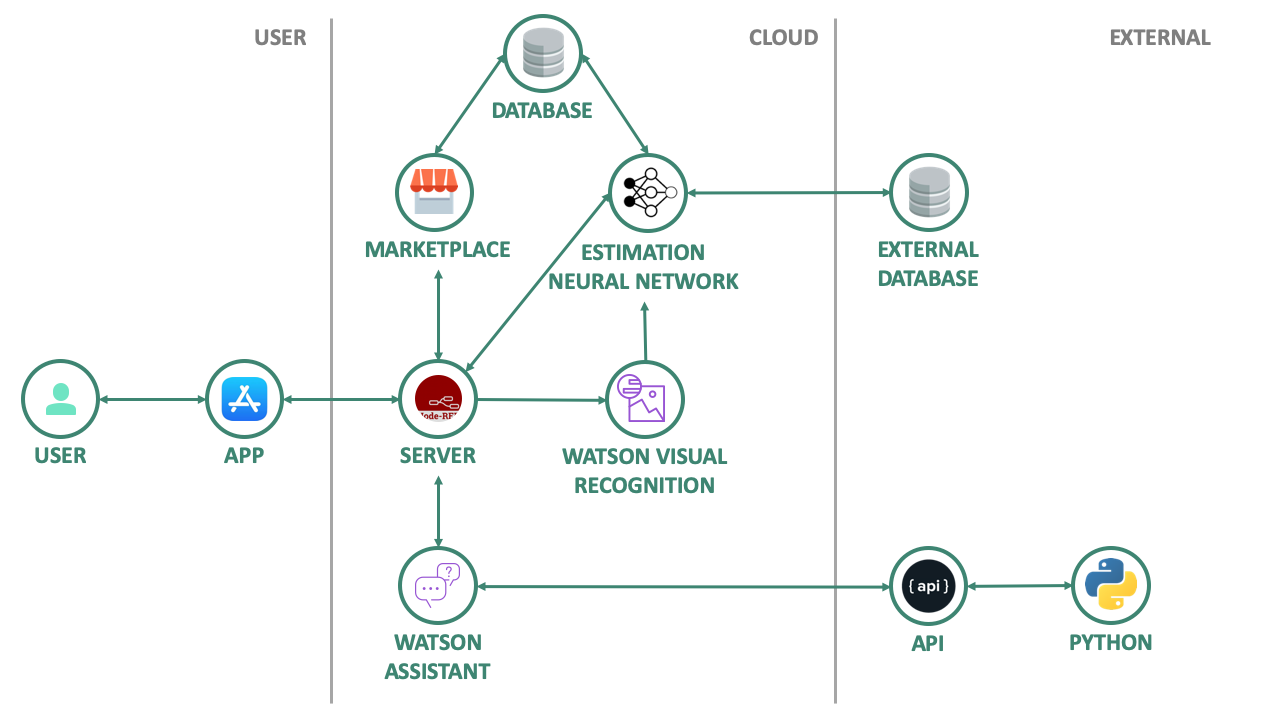 USER
CLOUD
EXTERNAL
DATABASE
MARKETPLACE
ESTIMATION
NEURAL NETWORK
EXTERNAL
DATABASE
USER
APP
Node-RED
SERVER
WATSON VISUAL
RECOGNITION
WATSON
ASSISTANT
?
{ api }
API
PYTHON